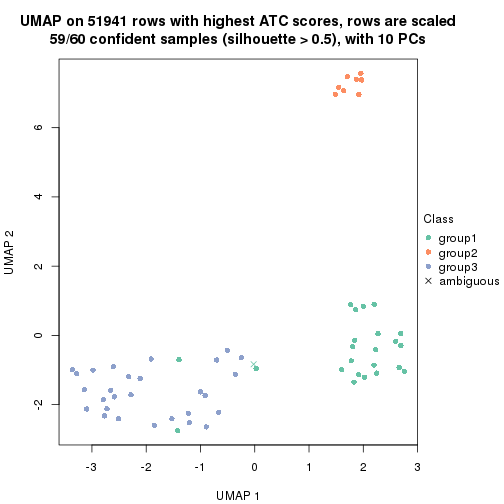 UMAP on 51941 rows with highest ATC scores, rows are scaled
59/60 confident samples (silhouette > 0.5), with 10 PCs
6
4
2
0
-2
UMAP 2
-3
-2
-1
0
1
2
3
UMAP 1
Class
group1
group2
group3
ambiguous